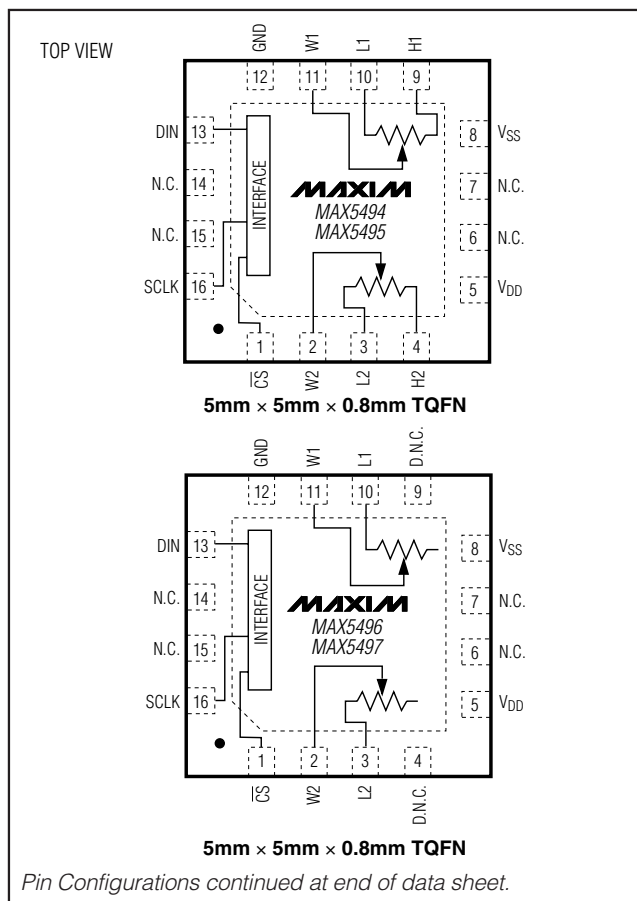 TOP VIEW
GND
W1
L1
H1
12
11
10
9
DIN 13
8 VSS
N.C. 14
7 N.C.
INTERFACE
MAXIM
MAX5494
MAX5495
N.C. 15
6 N.C.
SCLK 16
5 VDD
1
2
3
4
CS
W2
L2
H2
5mm × 5mm × 0.8mm TQFN
GND
W1
L1
D.N.C.
12
11
10
9
DIN 13
8 VSS
N.C. 14
7 N.C.
INTERFACE
MAXIM
MAX5496
MAX5497
N.C. 15
6 N.C.
SCLK 16
5 VDD
1
2
3
4
CS
W2
L2
D.N.C.
5mm × 5mm × 0.8mm TQFN
Pin Configurations continued at end of data sheet.